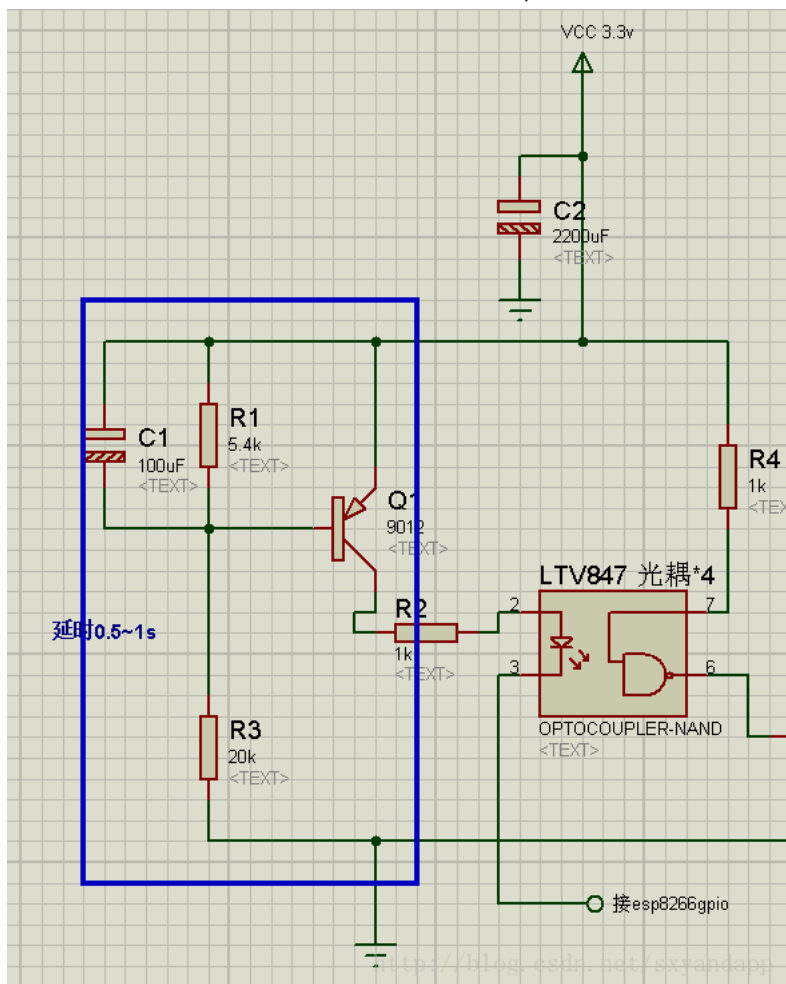 VCC 3.3v
C2
2200uF
<TEXT>
C1
100uF
<TEXT>
R1
5.4k
<TEXT>
Q1
9012
<TEXT>
R4
1k
<TEX
LTV847 光耦*4
2
7
3
6
OPTOCOUPLER-NAND
<TEXT>
R2
1k
<TEXT>
延时0.5~1s
R3
20k
<TEXT>
接esp8266gpio
http://blog.csdn.net/sxyandapp